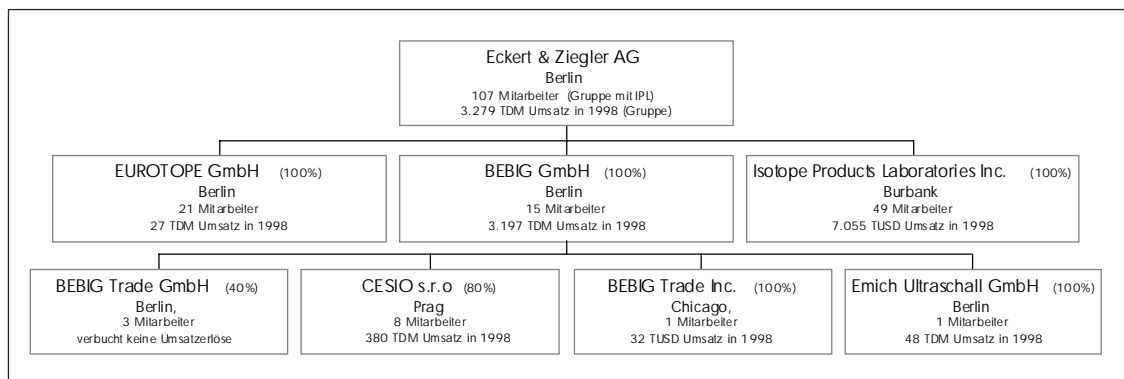 Eckert & Ziegler AG
Berlin
107 Mitarbeiter (Gruppe mit IPL)
3.279 TDM Umsatz in 1998 (Gruppe)
EUROTOPE GmbH (100%)
Berlin
21 Mitarbeiter
27 TDM Umsatz in 1998
BEBIG GmbH (100%)
Berlin
15 Mitarbeiter
3.197 TDM Umsatz in 1998
Isotope Products Laboratories Inc. (100%)
Burbank
49 Mitarbeiter
7.055 TUSD Umsatz in 1998
BEBIG Trade GmbH (40%)
Berlin,
3 Mitarbeiter
verbucht keine Umsatzerlöse
CESIO s.r.o (80%)
Prag
8 Mitarbeiter
380 TDM Umsatz in 1998
BEBIG Trade Inc. (100%)
Chicago,
1 Mitarbeiter
32 TUSD Umsatz in 1998
Emich Ultraschall GmbH (100%)
Berlin
1 Mitarbeiter
48 TDM Umsatz in 1998